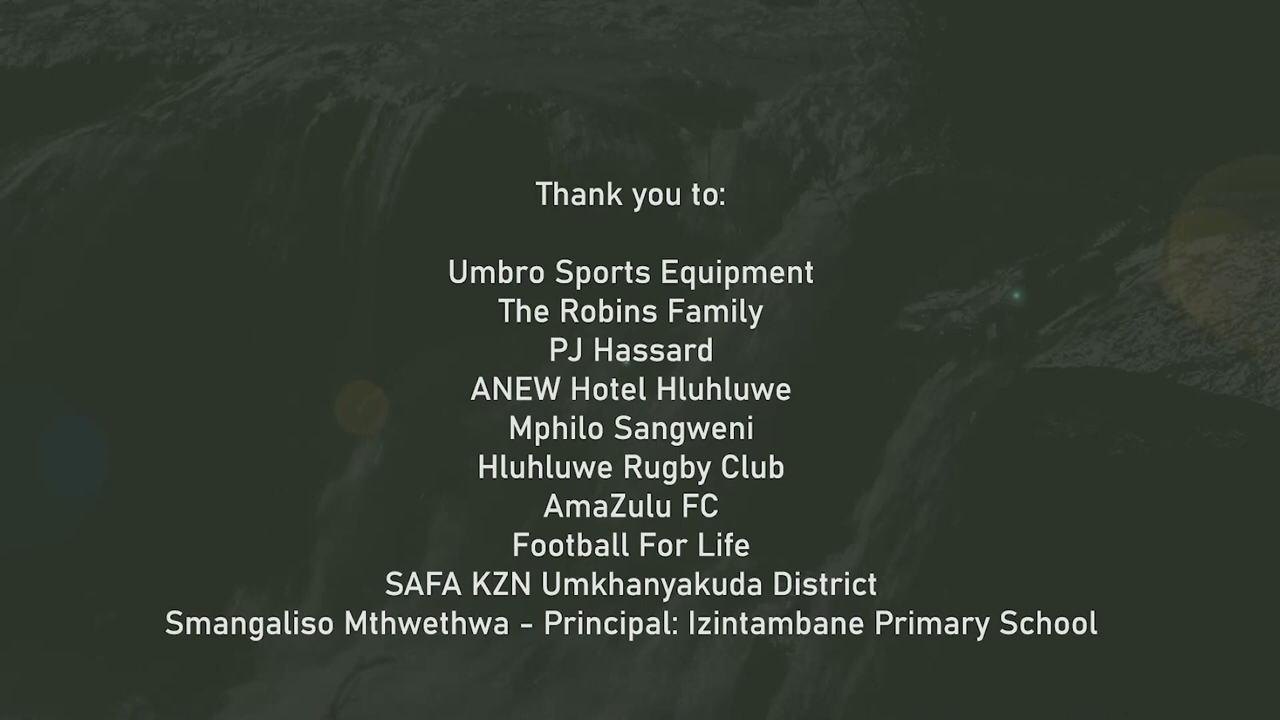 Thank you to:
Umbro Sports Equipment
The Robins Family
PJ Hassard
ANEW Hotel Hluhluwe
Mphilo Sangweni
Hluhluwe Rugby Club
AmaZulu FC
Football For Life
SAFA KZN Umkhanyakuda District
Smangaliso Mthwethwa - Principal: Izintambane Primary School